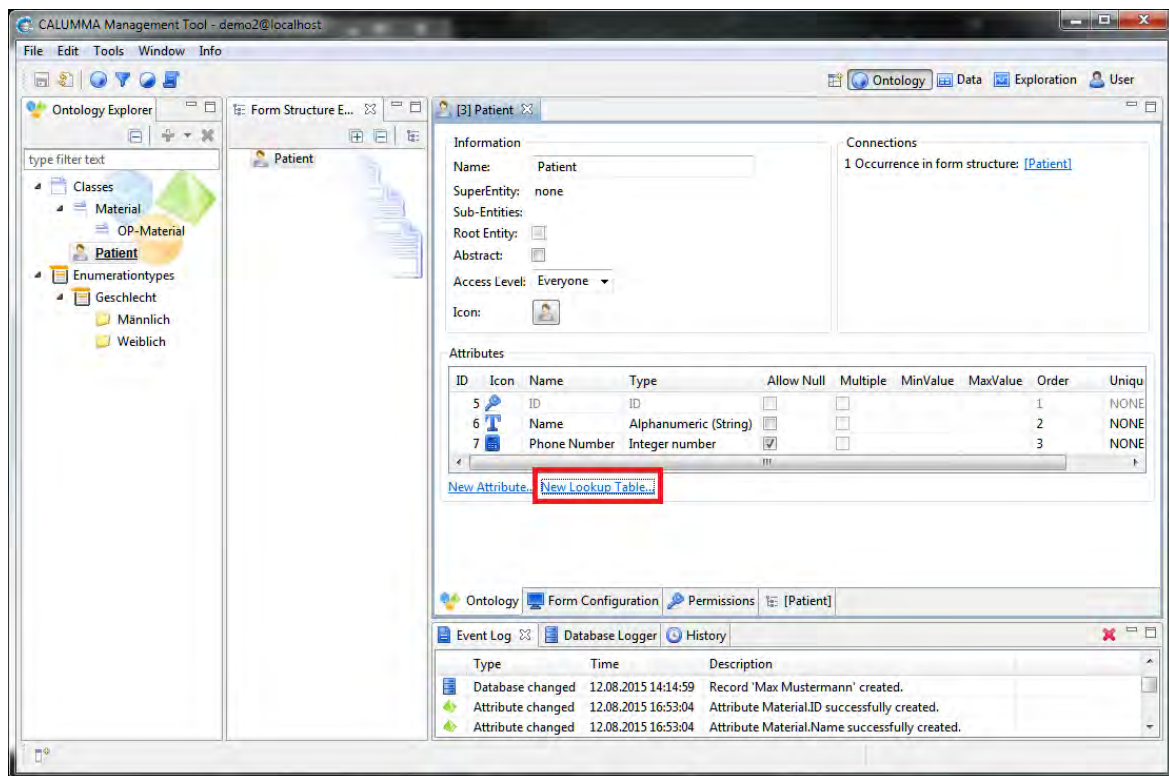 CALUMMA Management Tool - demo2@localhost
File Edit Tools Window Info
Ontology Data Exploration User
Ontology Explorer
type filter text
Classes
Material
OP-Material
Patient
Enumerationtypes
Geschlecht
Männlich
Weiblich
Form Structure E...
Patient
[3] Patient
Information
Name: Patient
SuperEntity: none
Sub-Entities:
Root Entity:
Abstract:
Access Level: Everyone
Icon:
Connections
1 Occurrence in form structure: [Patient]
Attributes
ID Icon Name Type Allow Null Multiple MinValue MaxValue Order Uniqu
5 ID ID 1 NONE
6 Name Alphanumeric (String) 2 NONE
7 Phone Number Integer number 3 NONE
New Attribute... New Lookup Table...
Ontology Form Configuration Permissions [Patient]
Event Log Database Logger History
Type Time Description
Database changed 12.08.2015 14:14:59 Record 'Max Mustermann' created.
Attribute changed 12.08.2015 16:53:04 Attribute Material.ID successfully created.
Attribute changed 12.08.2015 16:53:04 Attribute Material.Name successfully created.